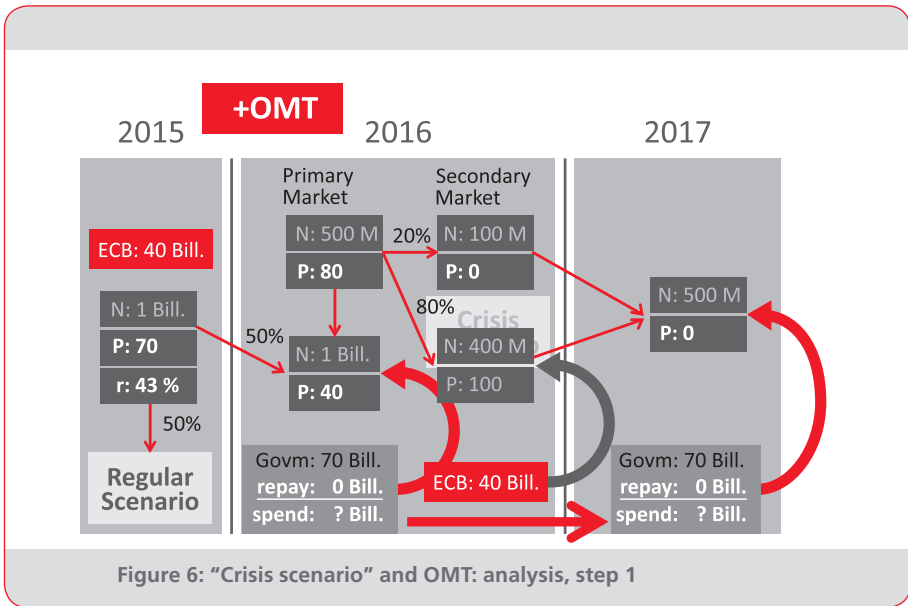 +OMT
2015
2016
2017
Primary
Market
Secondary
Market
ECB: 40 Bill.
N: 500 M
P: 80
20%
N: 100 M
P: 0
80%
Crisis
N: 1 Bill.
P: 70
r: 43 %
50%
N: 1 Bill.
P: 40
N: 400 M
P: 100
N: 500 M
P: 0
50%
Regular
Scenario
Govm: 70 Bill.
repay: 0 Bill.
spend: ? Bill.
ECB: 40 Bill.
Govm: 70 Bill.
repay: 0 Bill.
spend: ? Bill.
Figure 6: “Crisis scenario” and OMT: analysis, step 1